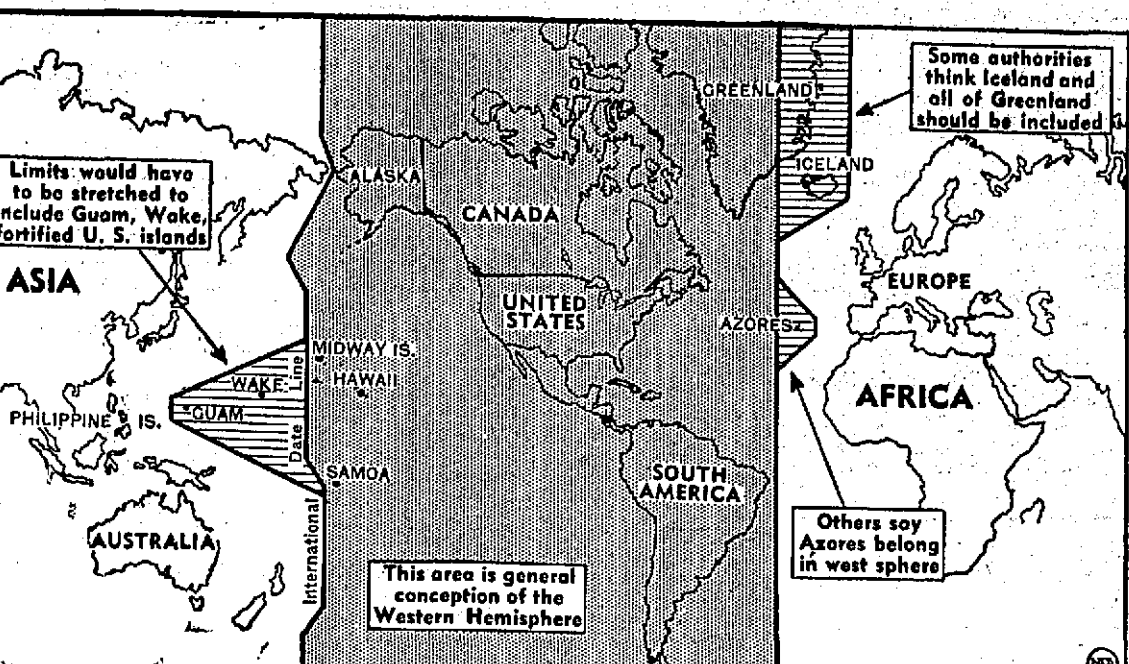 Some authorities
think Iceland and
all of Greenland
should be included
GREENLAND
ICELAND
Limits would have
to be stretched to
include Guam, Wake,
fortified U. S. islands
ALASKA
CANADA
ASIA
EUROPE
UNITED
STATES
AZORES
MIDWAY IS.
WAKE
HAWAII
GUAM
PHILIPPINE IS.
AFRICA
International Date Line
SAMOA
SOUTH
AMERICA
AUSTRALIA
Others say
Azores belong
in west sphere
This area is general
conception of the
Western Hemisphere